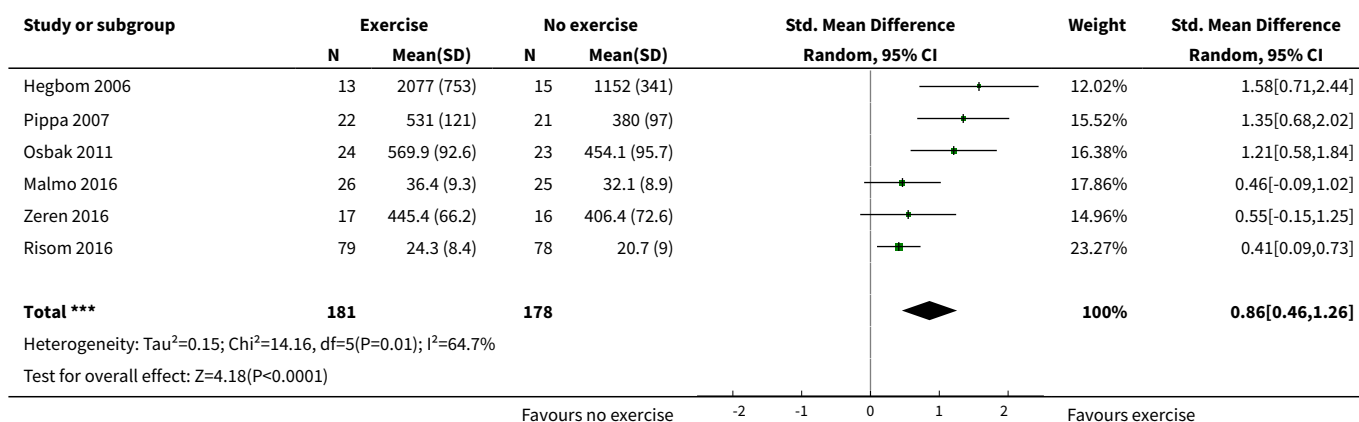 Study or subgroup Exercise No exercise Std. Mean Difference Weight Std. Mean Difference
N Mean(SD) N Mean(SD) Random, 95% CI Random, 95% CI
Hegbom 2006 13 2077 (753) 15 1152 (341) 12.02% 1.58[0.71,2.44]
Pippa 2007 22 531 (121) 21 380 (97) 15.52% 1.35[0.68,2.02]
Osbak 2011 24 569.9 (92.6) 23 454.1 (95.7) 16.38% 1.21[0.58,1.84]
Malmo 2016 26 36.4 (9.3) 25 32.1 (8.9) 17.86% 0.46[-0.09,1.02]
Zeren 2016 17 445.4 (66.2) 16 406.4 (72.6) 14.96% 0.55[-0.15,1.25]
Risom 2016 79 24.3 (8.4) 78 20.7 (9) 23.27% 0.41[0.09,0.73]
Total *** 181 178 100% 0.86[0.46,1.26]
Heterogeneity: Tau²=0.15; Chi²=14.16, df=5(P=0.01); I²=64.7%
Test for overall effect: Z=4.18(P<0.0001)
Favours no exercise -2 -1 0 1 2 Favours exercise